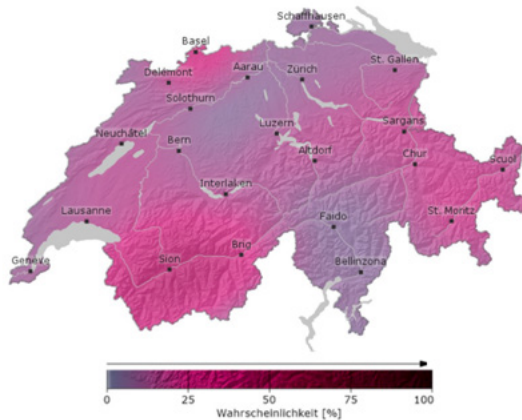 Schaffhausen
Basel
St. Gallen
Delémont
Aarau
Zürich
Solothurn
Neuchâtel
Luzern
Sargans
Bern
Altdorf
Chur
Scuol
Interlaken
Lausanne
Faido
St. Moritz
Brig
Genève
Sion
Bellinzona
0 25 50 75 100
Wahrscheinlichkeit [%]